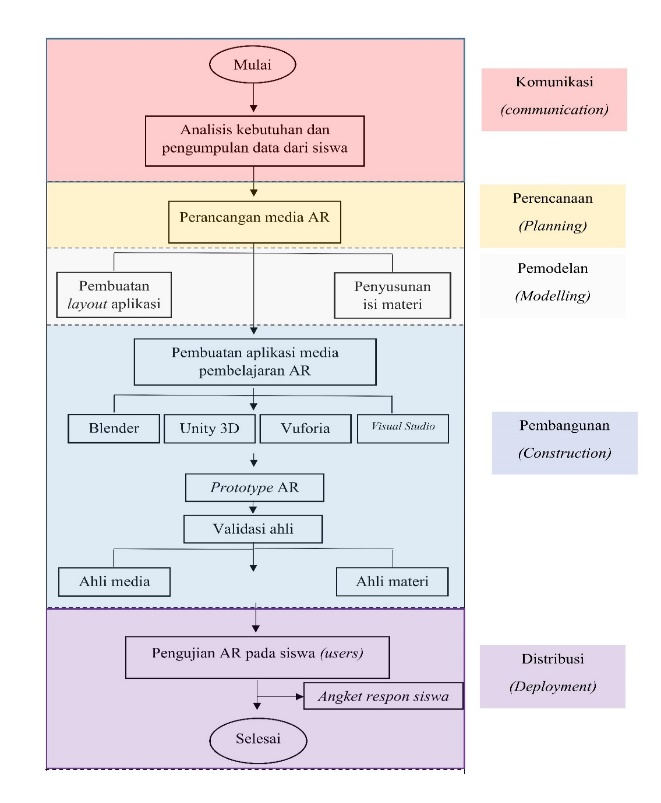 Mulai
Komunikasi
(communication)
Analisis kebutuhan dan
pengumpulan data dari siswa
Perancangan media AR
Perencanaan
(Planning)
Pembuatan
layout aplikasi
Penyusunan
isi materi
Pemodelan
(Modelling)
Pembuatan aplikasi media
pembelajaran AR
Blender
Unity 3D
Vuforia
Visual Studio
Pembangunan
(Construction)
Prototype AR
Validasi ahli
Ahli media
Ahli materi
Pengujian AR pada siswa (users)
Distribusi
(Deployment)
Angket respon siswa
Selesai